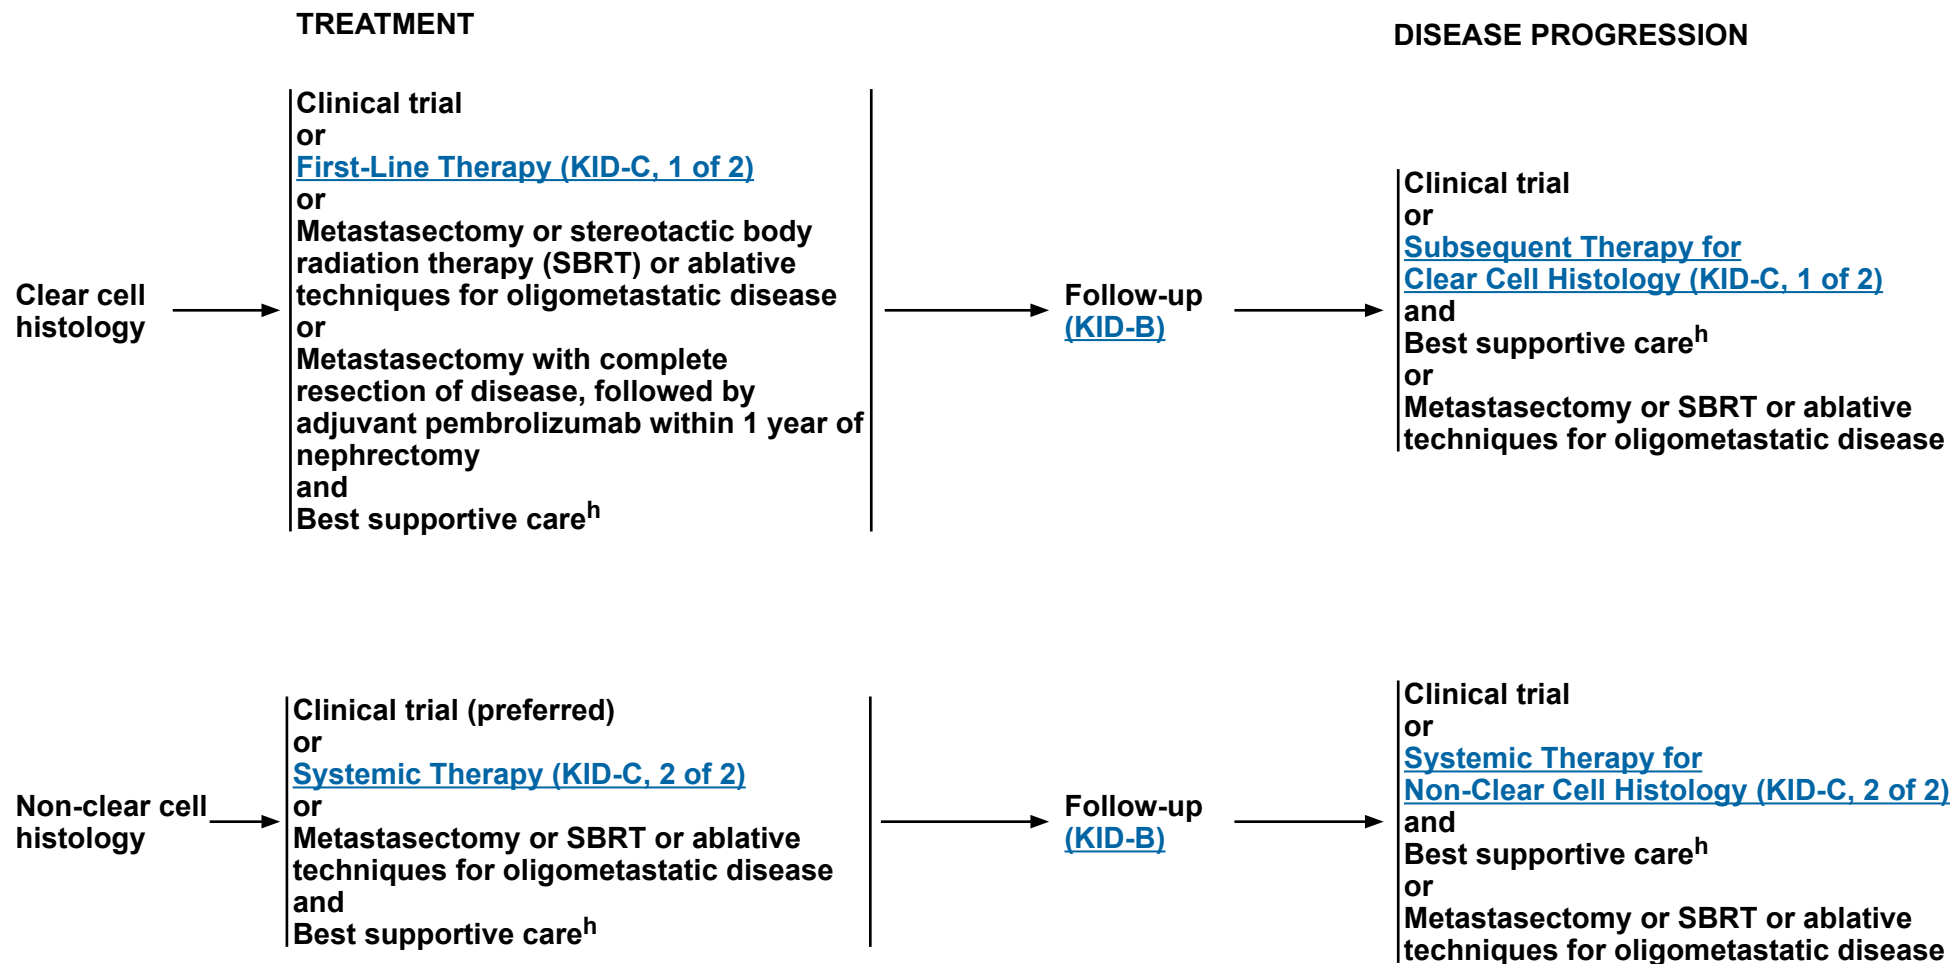 TREATMENT
DISEASE PROGRESSION
Clear cell
histology
Clinical trial
or
First-Line Therapy (KID-C, 1 of 2)
or
Metastasectomy or stereotactic body
radiation therapy (SBRT) or ablative
techniques for oligometastatic disease
or
Metastasectomy with complete
resection of disease, followed by
adjuvant pembrolizumab within 1 year of
nephrectomy
and
Best supportive careʰ
Follow-up
(KID-B)
Clinical trial
or
Subsequent Therapy for
Clear Cell Histology (KID-C, 1 of 2)
and
Best supportive careʰ
or
Metastasectomy or SBRT or ablative
techniques for oligometastatic disease
Non-clear cell
histology
Clinical trial (preferred)
or
Systemic Therapy (KID-C, 2 of 2)
or
Metastasectomy or SBRT or ablative
techniques for oligometastatic disease
and
Best supportive careʰ
Follow-up
(KID-B)
Clinical trial
or
Systemic Therapy for
Non-Clear Cell Histology (KID-C, 2 of 2)
and
Best supportive careʰ
or
Metastasectomy or SBRT or ablative
techniques for oligometastatic disease